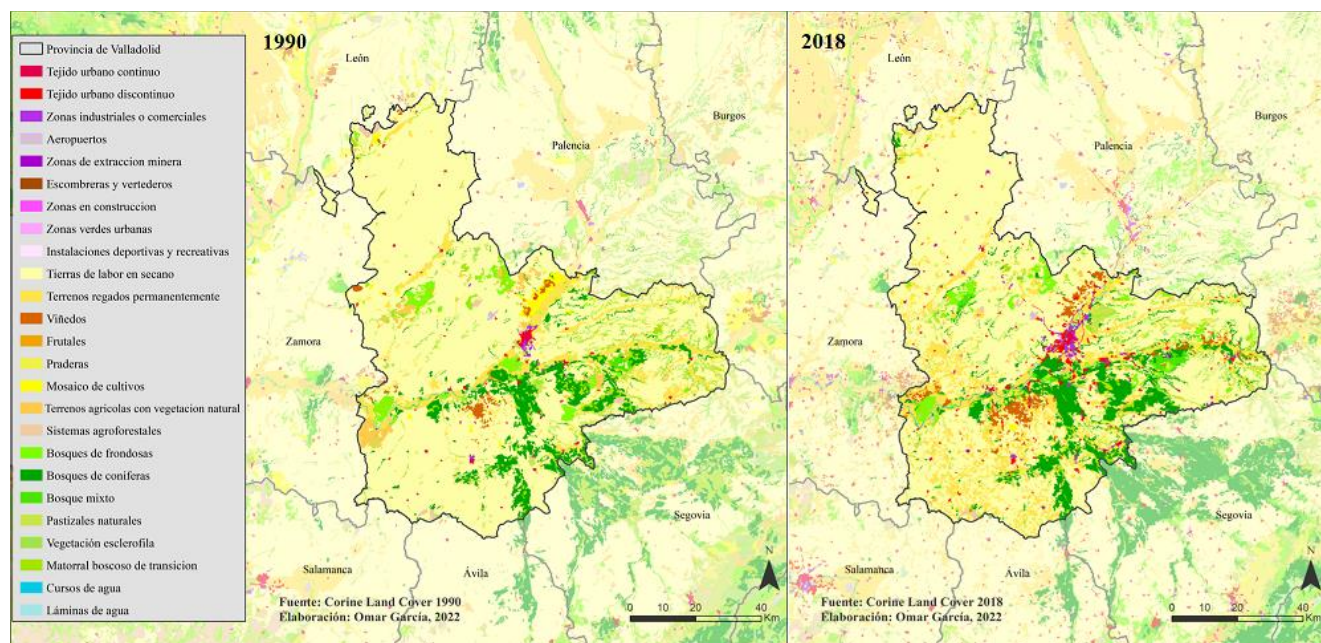 Provincia de Valladolid
Tejido urbano continuo
Tejido urbano discontinuo
Zonas industriales o comerciales
Aeropuertos
Zonas de extraccion minera
Escombreras y vertederos
Zonas en construccion
Zonas verdes urbanas
Instalaciones deportivas y recreativas
Tierras de labor en secano
Terrenos regados permanentemente
Viñedos
Frutales
Praderas
Mosaico de cultivos
Terrenos agricolas con vegetacion natural
Sistemas agroforestales
Bosques de frondosas
Bosques de coniferas
Bosque mixto
Pastizales naturales
Vegetación esclerofila
Matorral boscoso de transicion
Cursos de agua
Láminas de agua
1990
León
Burgos
Palencia
Zamora
Segovia
Salamanca
Ávila
N
Fuente: Corine Land Cover 1990
Elaboración: Omar García, 2022
0 20 40
Km
2018
León
Burgos
Palencia
Zamora
Segovia
Salamanca
Ávila
N
Fuente: Corine Land Cover 2018
Elaboración: Omar García, 2022
0 20 40
Km